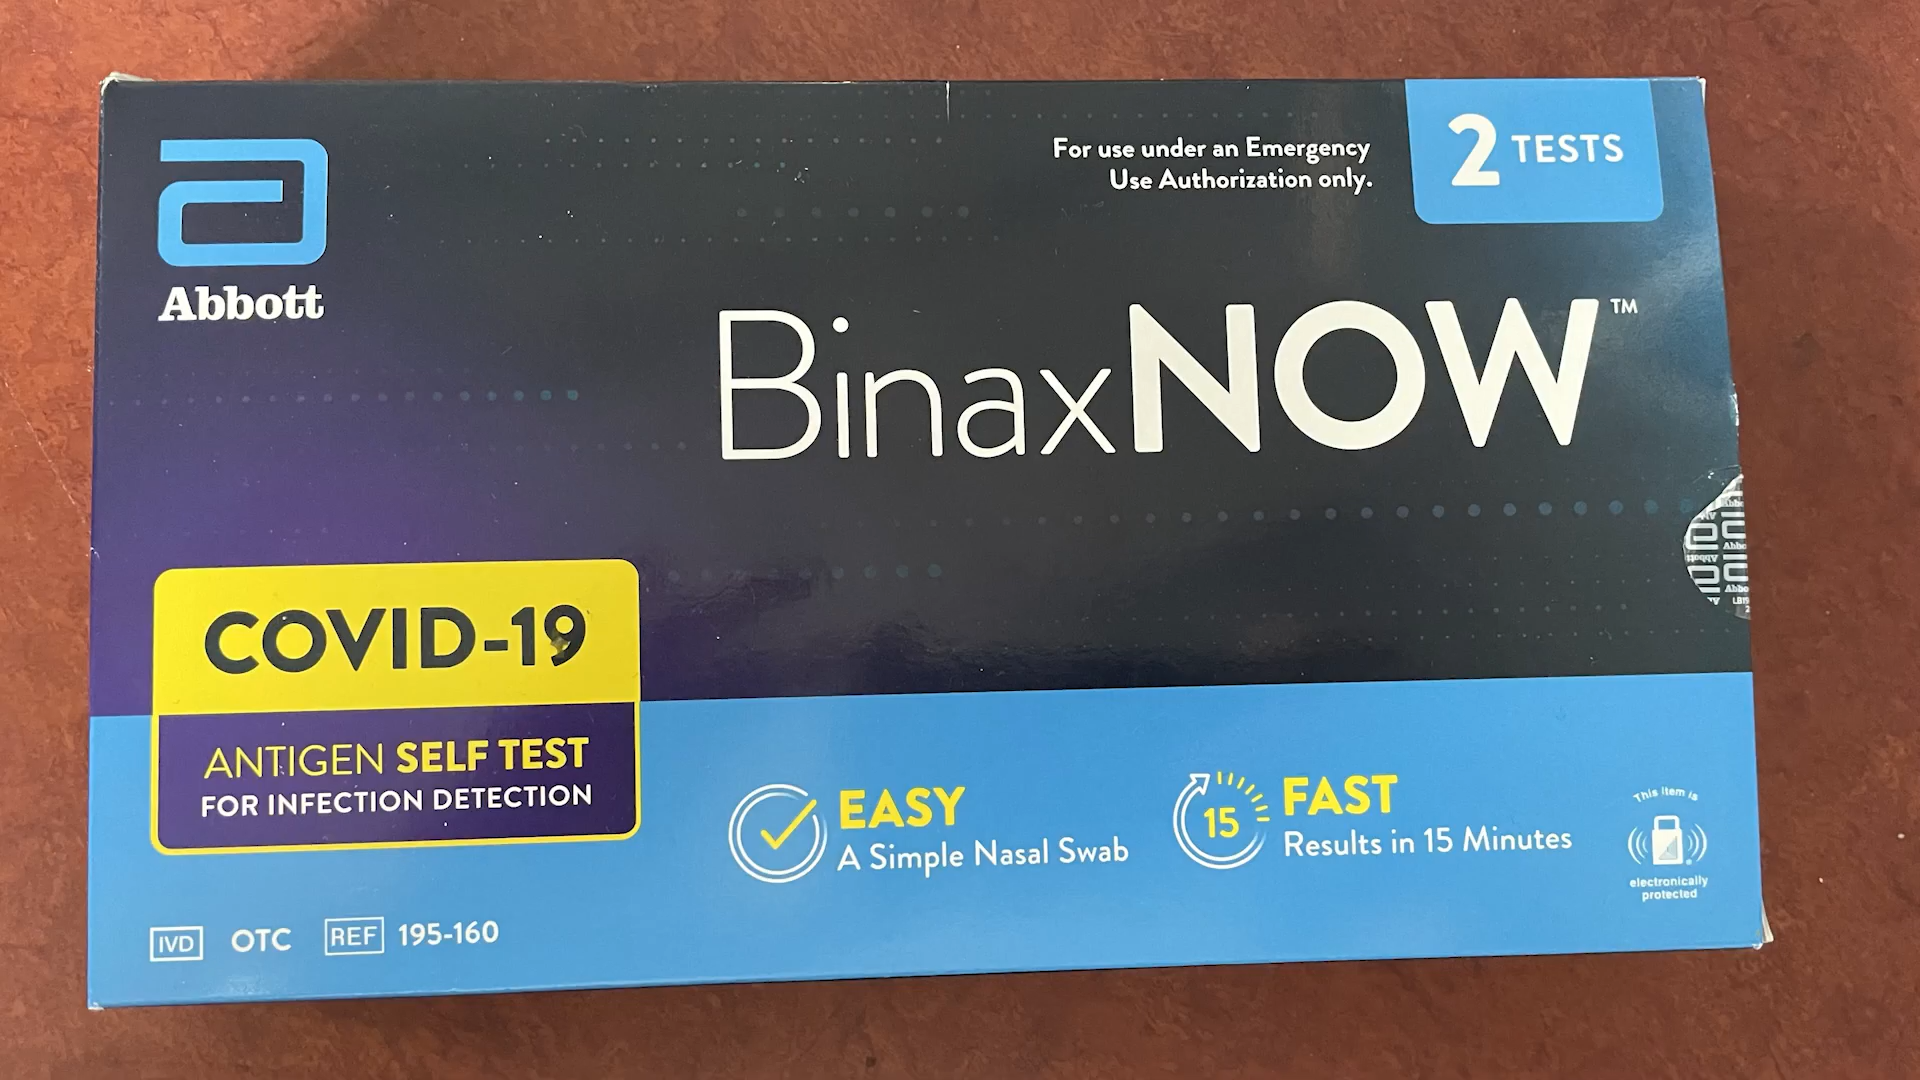 Abbott
For use under an Emergency
Use Authorization only.
2 TESTS
BinaxNOW™
COVID-19
ANTIGEN SELF TEST
FOR INFECTION DETECTION
EASY
A Simple Nasal Swab
15
FAST
Results in 15 Minutes
This item is
electronically
protected
IVD OTC REF 195-160
Abbott